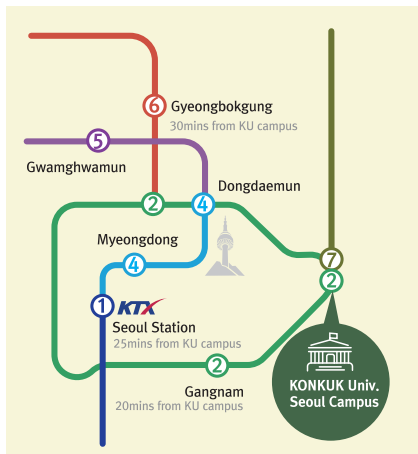 6
Gyeongbokgung
30mins from KU campus
5
Gwamghwamun
Dongdaemun
2
4
Myeongdong
4
7
2
1
KTX
Seoul Station
25mins from KU campus
2
Gangnam
20mins from KU campus
KONKUK Univ.
Seoul Campus